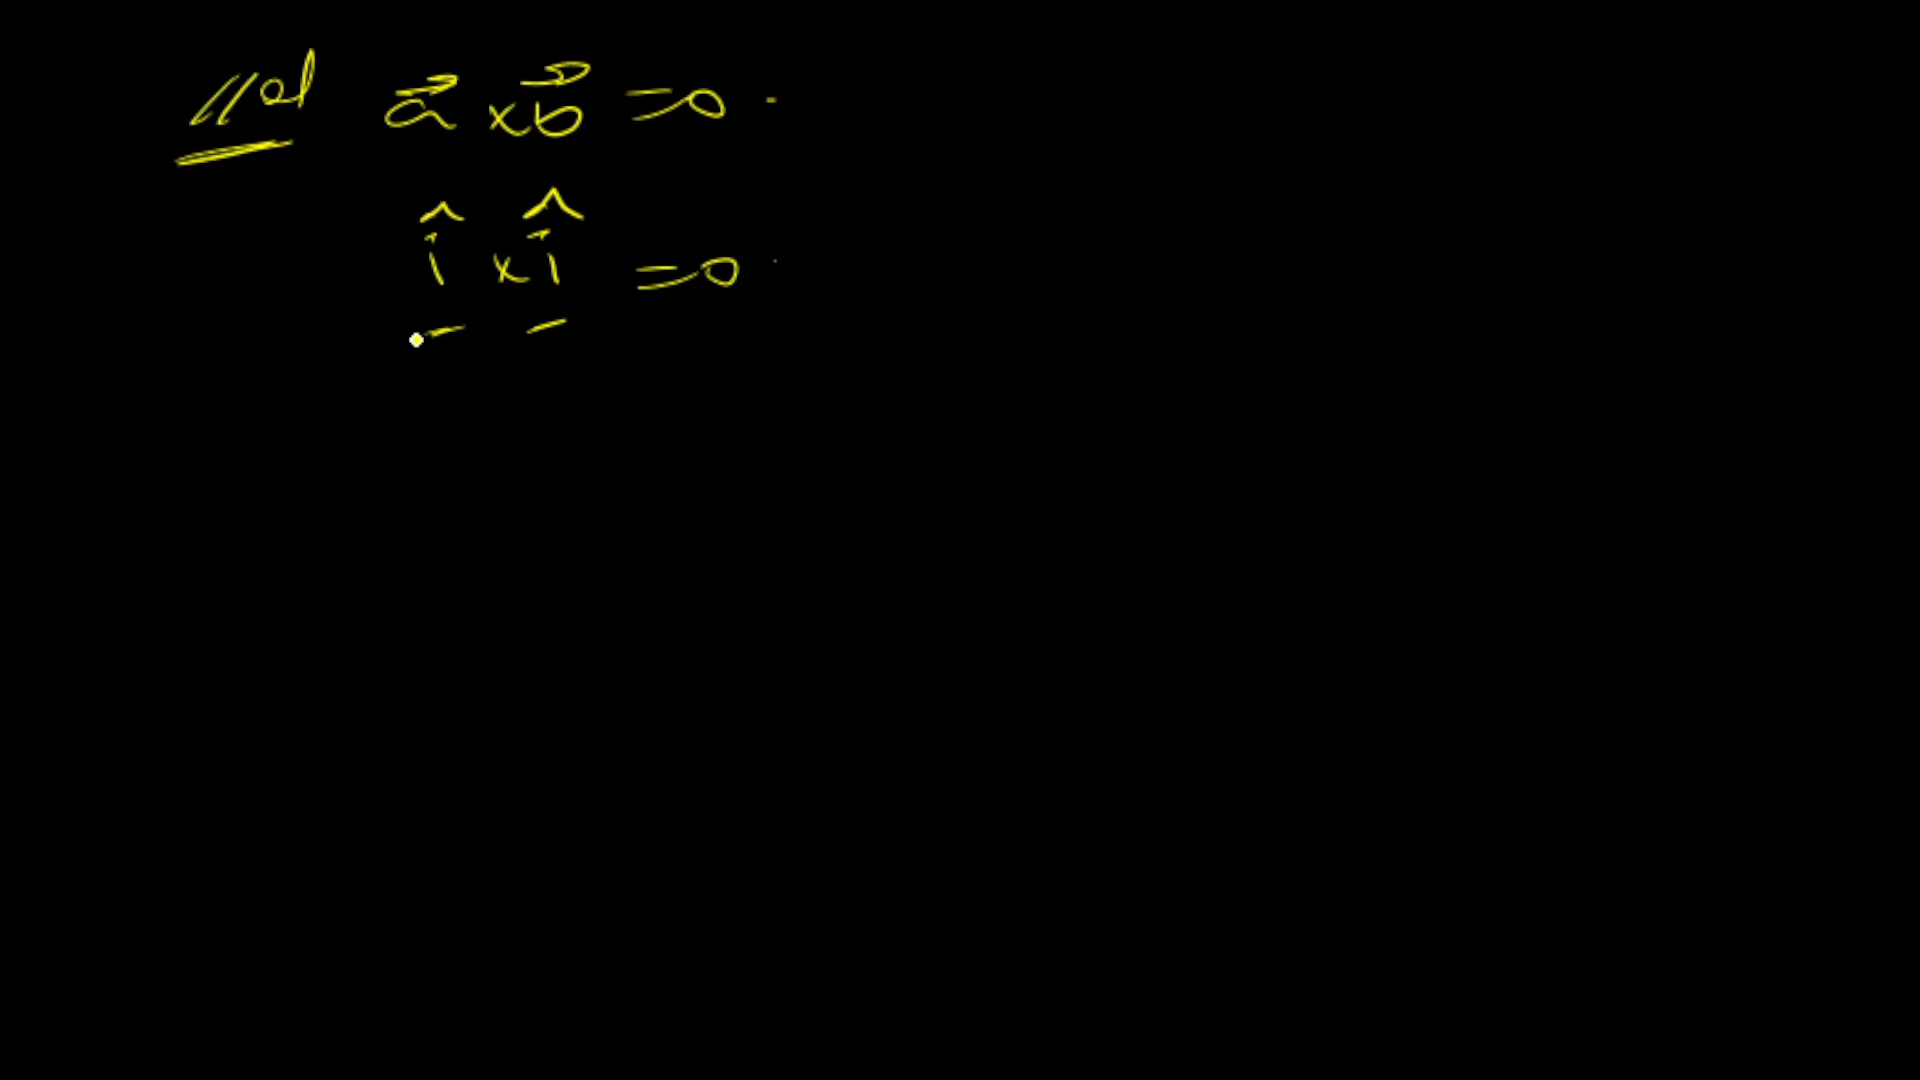 ||el a⃗ × b⃗ = 0 .
î × î = 0 .